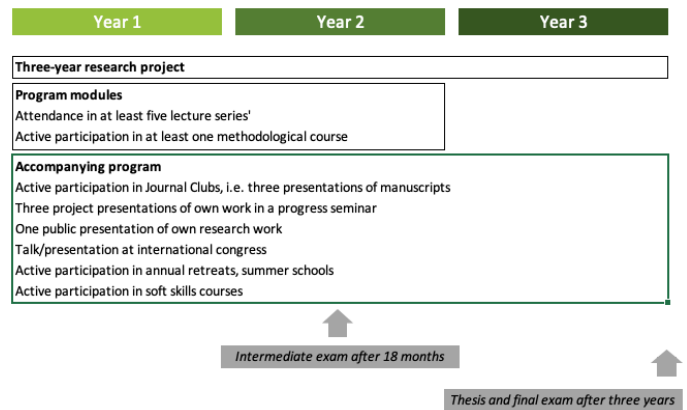 Year 1
Year 2
Year 3
Three-year research project
Program modules
Attendance in at least five lecture series'
Active participation in at least one methodological course
Accompanying program
Active participation in Journal Clubs, i.e. three presentations of manuscripts
Three project presentations of own work in a progress seminar
One public presentation of own research work
Talk/presentation at international congress
Active participation in annual retreats, summer schools
Active participation in soft skills courses
Intermediate exam after 18 months
Thesis and final exam after three years